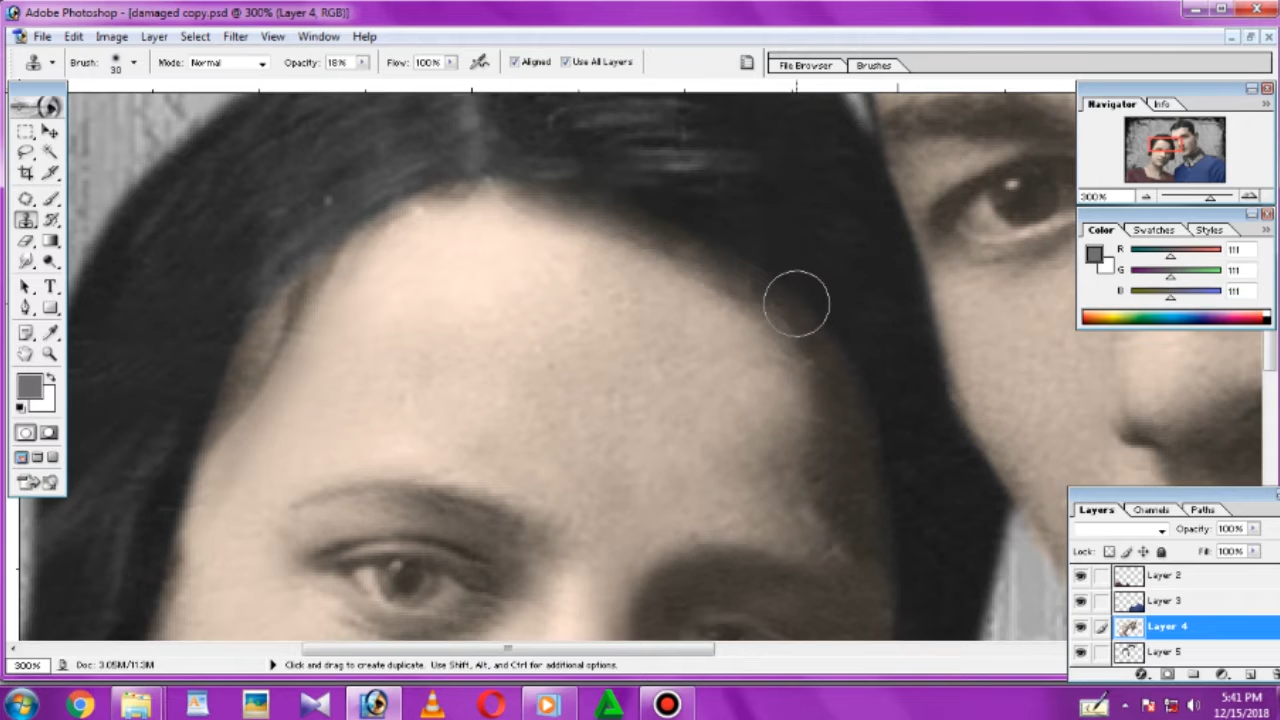 Adobe Photoshop - [damaged copy.psd @ 300% (Layer 4, RGB)]
File Edit Image Layer Select Filter View Window Help
Brush: 30 Mode: Normal Opacity: 18% Flow: 100% Aligned Use All Layers File Browser Brushes
Navigator Info
300%
Color Swatches Styles
R 111
G 111
B 111
Layers Channels Paths
Opacity: 100%
Lock: Fill: 100%
Layer 2
Layer 3
Layer 4
Layer 5
300% Doc: 3.05M/11.3M Click and drag to create duplicate. Use Shift, Alt, and Ctrl for additional options.
5:41 PM
12/15/2018